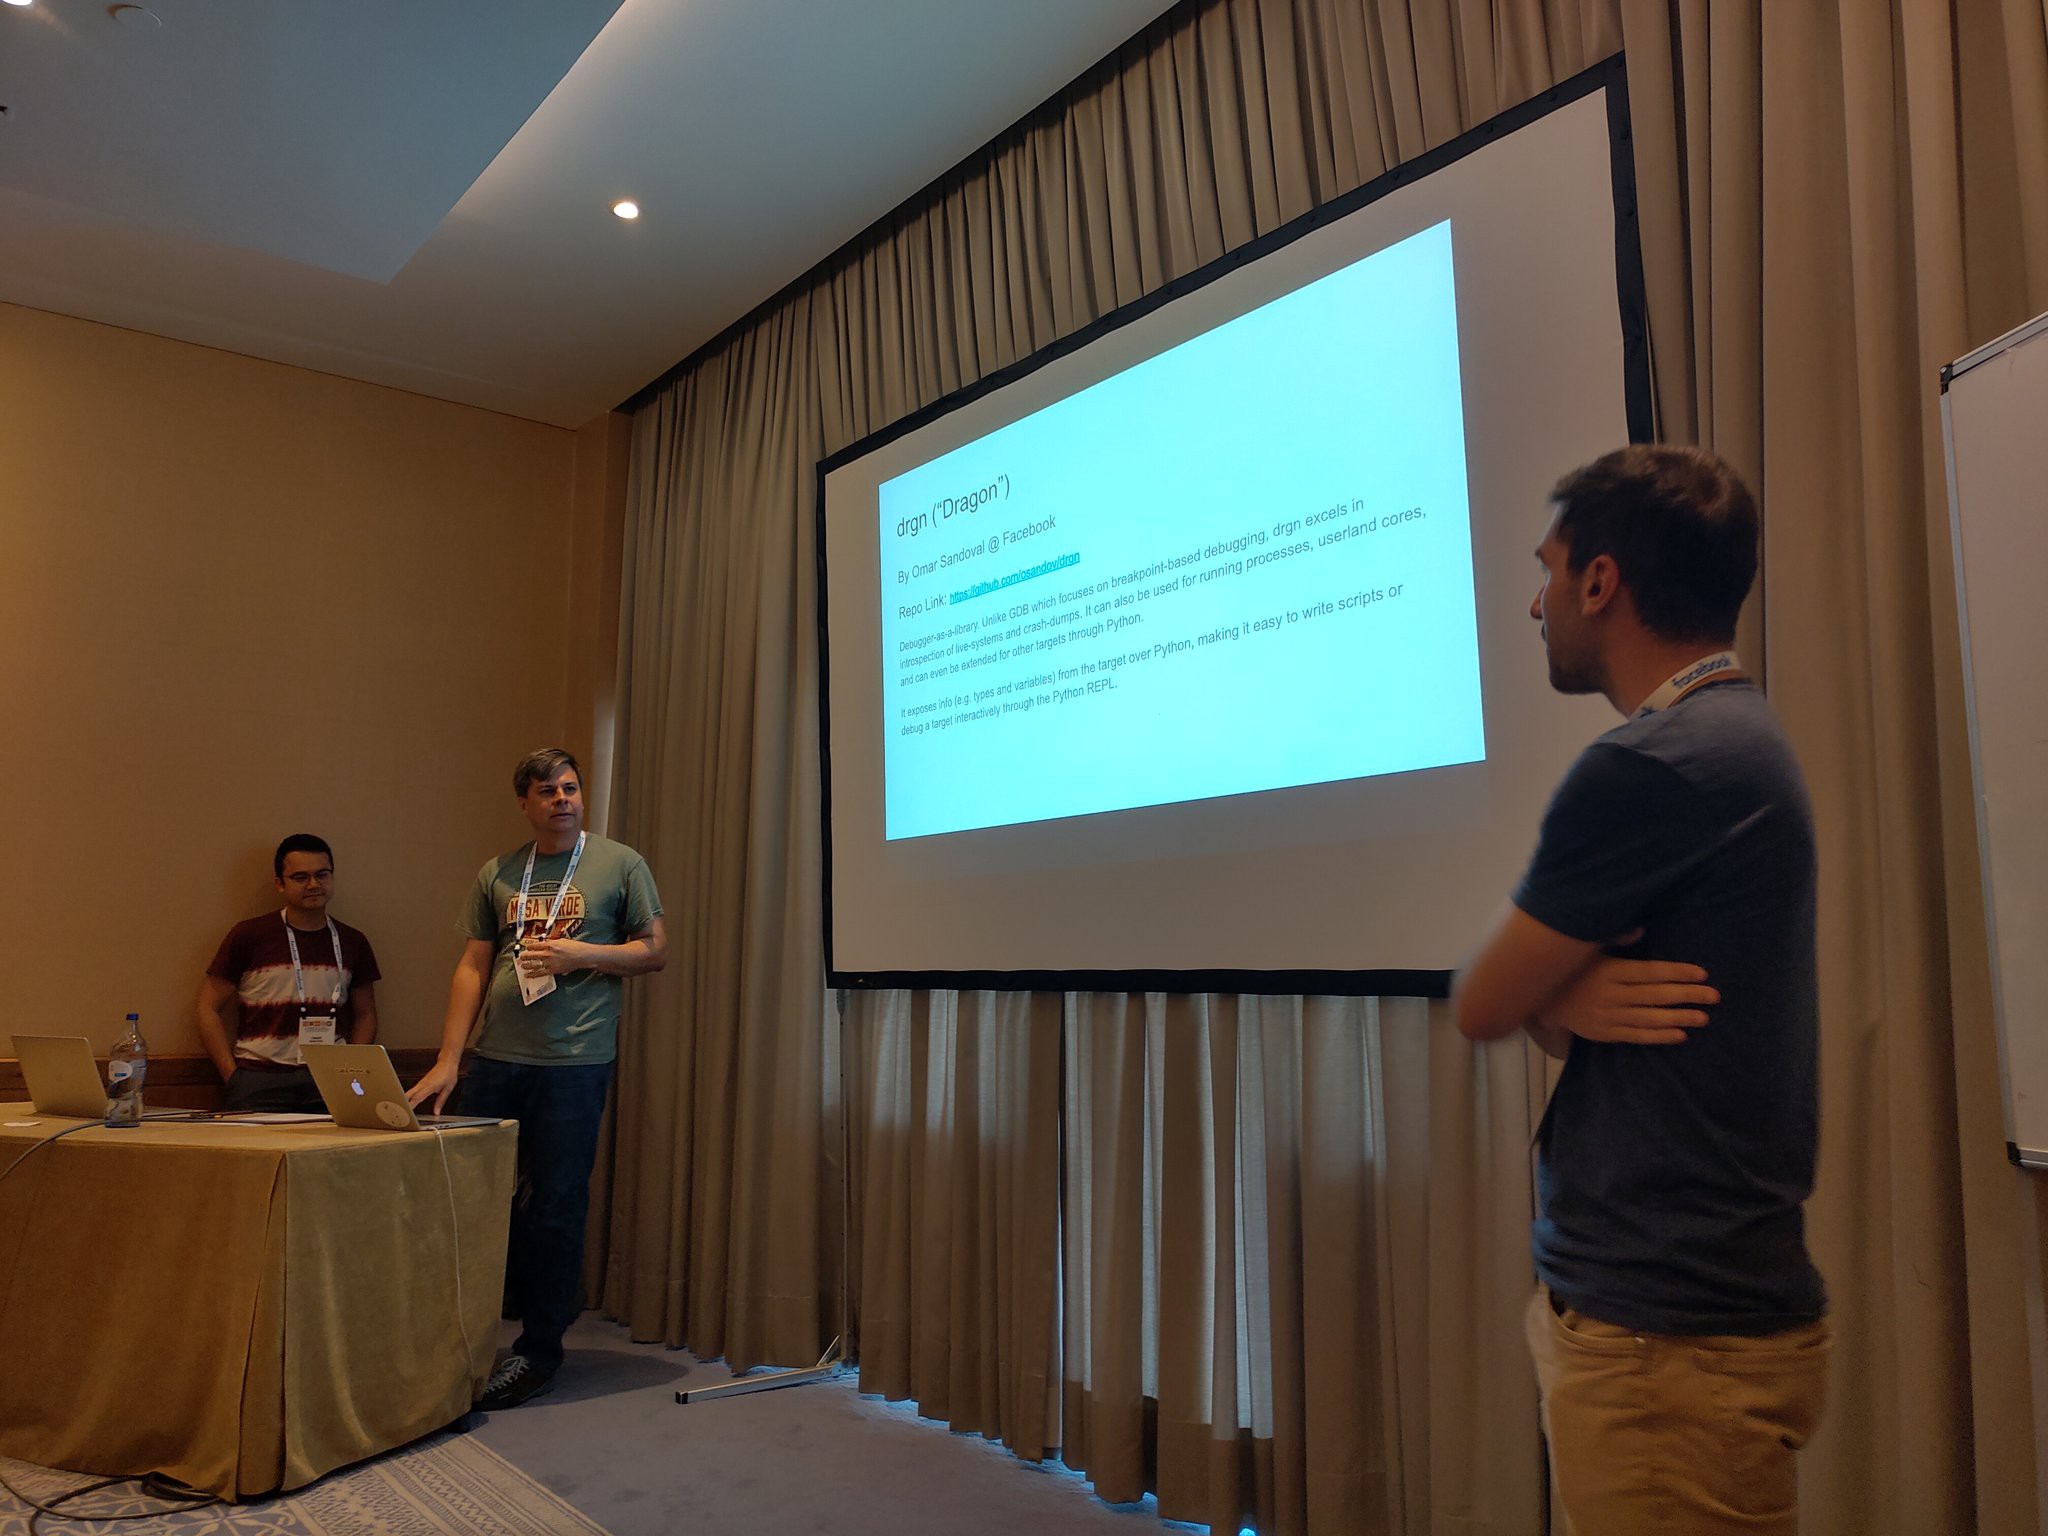 drgn (“Dragon”)
By Omar Sandoval @ Facebook
Repo Link: https://github.com/osandov/drgn
Debugger-as-a-library. Unlike GDB which focuses on breakpoint-based debugging, drgn excels in
introspection of live-systems and crash-dumps. It can also be used for running processes, userland cores,
and can even be extended for other targets through Python.
It exposes info (e.g. types and variables) from the target over Python, making it easy to write scripts or
debug a target interactively through the Python REPL.
facebook
MESA VERDE